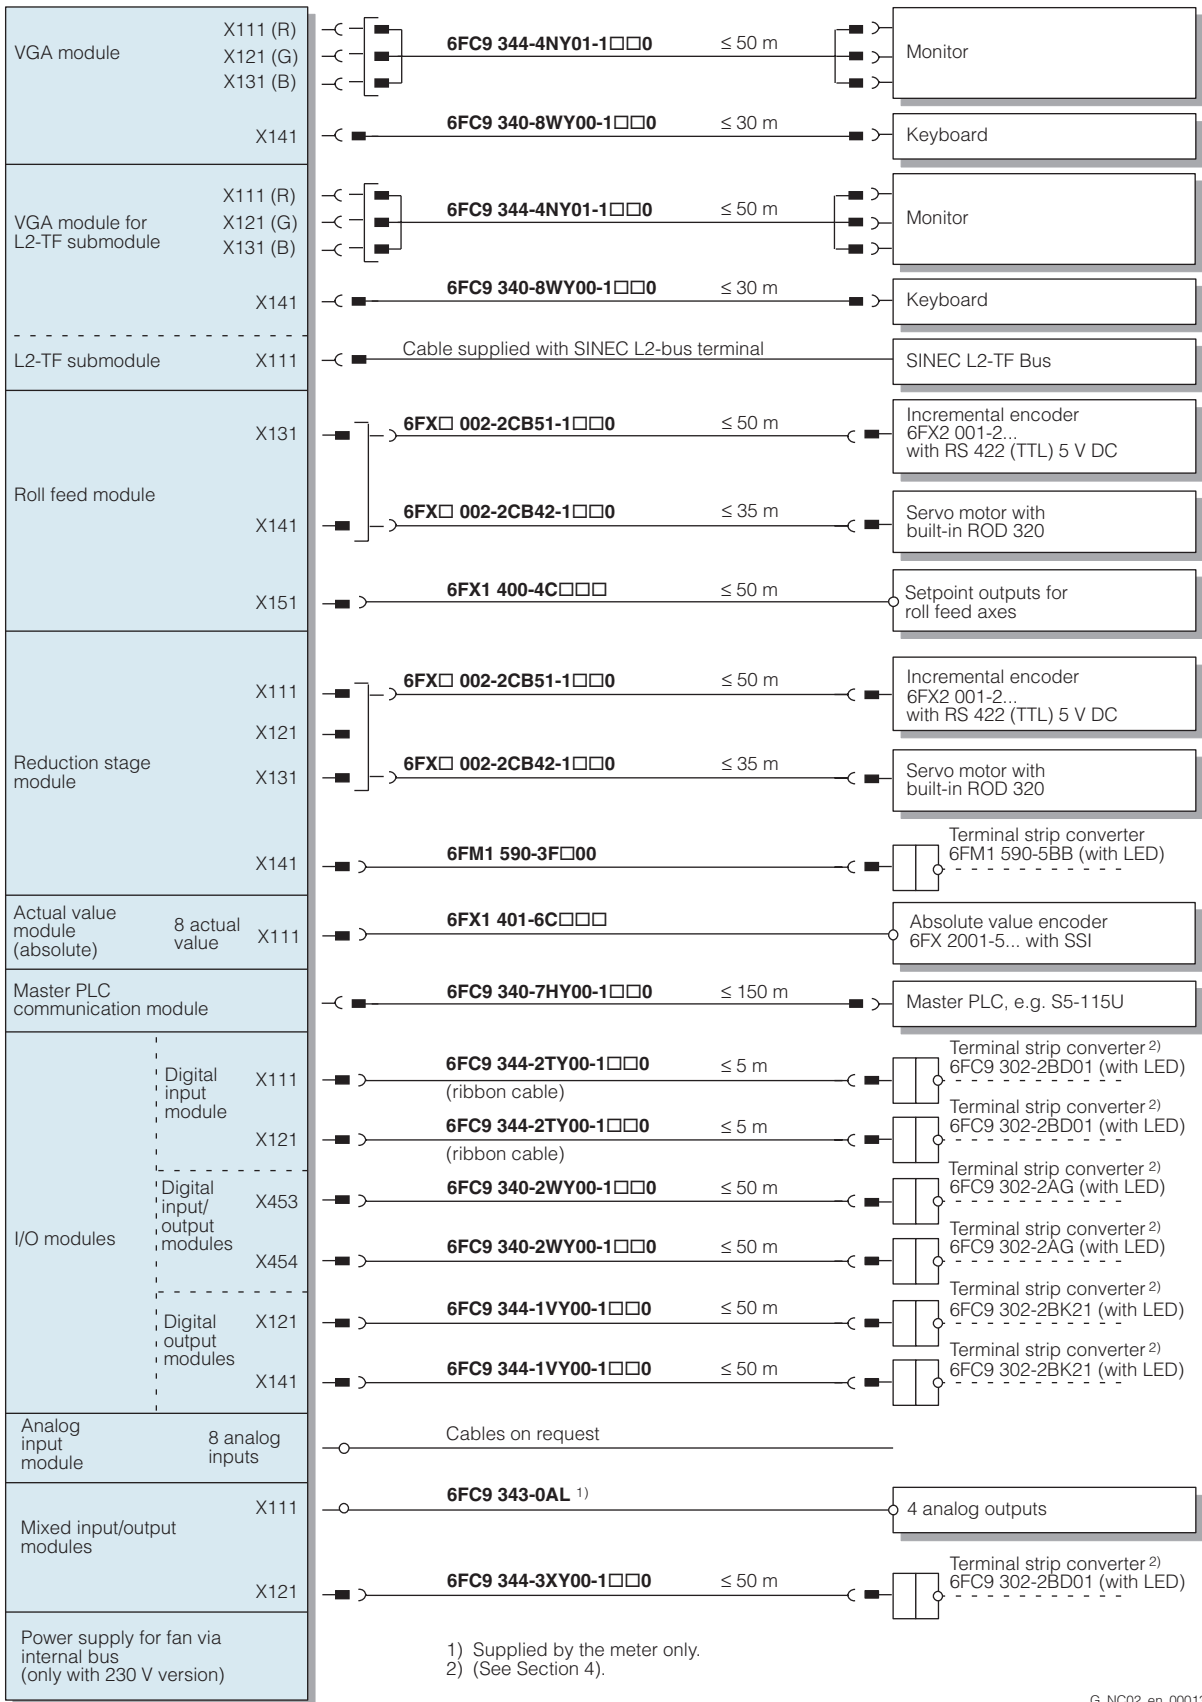 VGA module
X111 (R)
X121 (G)
X131 (B)
6FC9 344-4NY01-1□□0
≤ 50 m
Monitor
X141
6FC9 340-8WY00-1□□0
≤ 30 m
Keyboard
VGA module for
L2-TF submodule
X111 (R)
X121 (G)
X131 (B)
6FC9 344-4NY01-1□□0
≤ 50 m
Monitor
X141
6FC9 340-8WY00-1□□0
≤ 30 m
Keyboard
L2-TF submodule
X111
Cable supplied with SINEC L2-bus terminal
SINEC L2-TF Bus
Roll feed module
X131
6FX□ 002-2CB51-1□□0
≤ 50 m
Incremental encoder
6FX2 001-2...
with RS 422 (TTL) 5 V DC
X141
6FX□ 002-2CB42-1□□0
≤ 35 m
Servo motor with
built-in ROD 320
X151
6FX1 400-4C□□□
≤ 50 m
Setpoint outputs for
roll feed axes
Reduction stage
module
X111
6FX□ 002-2CB51-1□□0
≤ 50 m
Incremental encoder
6FX2 001-2...
with RS 422 (TTL) 5 V DC
X121
X131
6FX□ 002-2CB42-1□□0
≤ 35 m
Servo motor with
built-in ROD 320
X141
6FM1 590-3F□00
Terminal strip converter
6FM1 590-5BB (with LED)
Actual value
module
(absolute)
8 actual
value
X111
6FX1 401-6C□□□
Absolute value encoder
6FX 2001-5... with SSI
Master PLC
communication module
6FC9 340-7HY00-1□□0
≤ 150 m
Master PLC, e.g. S5-115U
I/O modules
Digital
input
module
X111
6FC9 344-2TY00-1□□0
≤ 5 m
(ribbon cable)
Terminal strip converter 2)
6FC9 302-2BD01 (with LED)
X121
6FC9 344-2TY00-1□□0
≤ 5 m
(ribbon cable)
Terminal strip converter 2)
6FC9 302-2BD01 (with LED)
Digital
input/
output
modules
X453
6FC9 340-2WY00-1□□0
≤ 50 m
Terminal strip converter 2)
6FC9 302-2AG (with LED)
X454
6FC9 340-2WY00-1□□0
≤ 50 m
Terminal strip converter 2)
6FC9 302-2AG (with LED)
Digital
output
modules
X121
6FC9 344-1VY00-1□□0
≤ 50 m
Terminal strip converter 2)
6FC9 302-2BK21 (with LED)
X141
6FC9 344-1VY00-1□□0
≤ 50 m
Terminal strip converter 2)
6FC9 302-2BK21 (with LED)
Analog
input
module
8 analog
inputs
Cables on request
Mixed input/output
modules
X111
6FC9 343-0AL 1)
4 analog outputs
X121
6FC9 344-3XY00-1□□0
≤ 50 m
Terminal strip converter 2)
6FC9 302-2BD01 (with LED)
Power supply for fan via
internal bus
(only with 230 V version)
1) Supplied by the meter only.
2) (See Section 4).